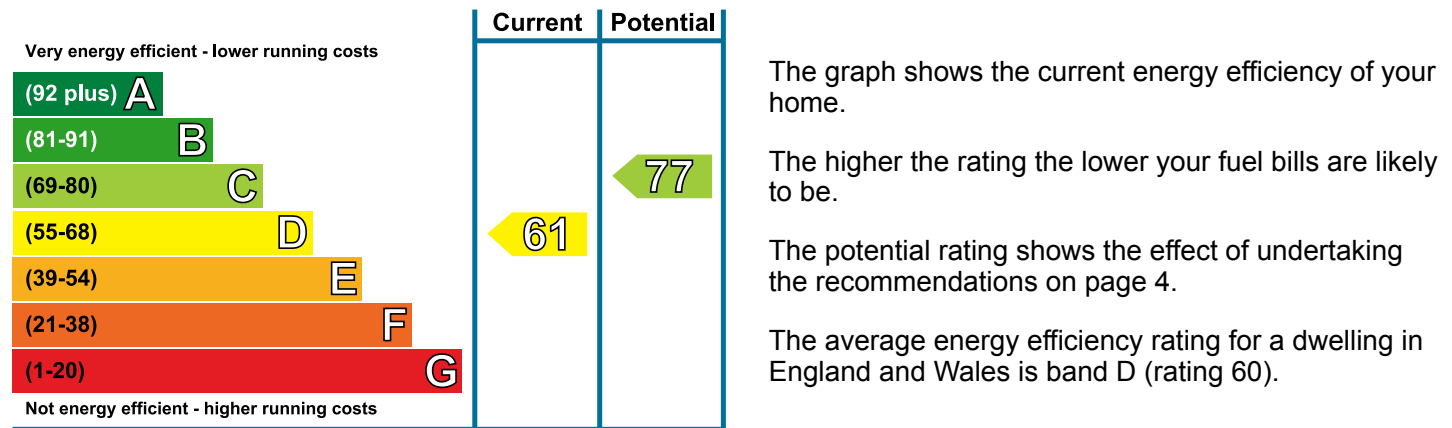 Current Potential
Very energy efficient - lower running costs
(92 plus) A
(81-91) B
(69-80) C
(55-68) D
(39-54) E
(21-38) F
(1-20) G
Not energy efficient - higher running costs
61
77
The graph shows the current energy efficiency of your
home.
The higher the rating the lower your fuel bills are likely
to be.
The potential rating shows the effect of undertaking
the recommendations on page 4.
The average energy efficiency rating for a dwelling in
England and Wales is band D (rating 60).